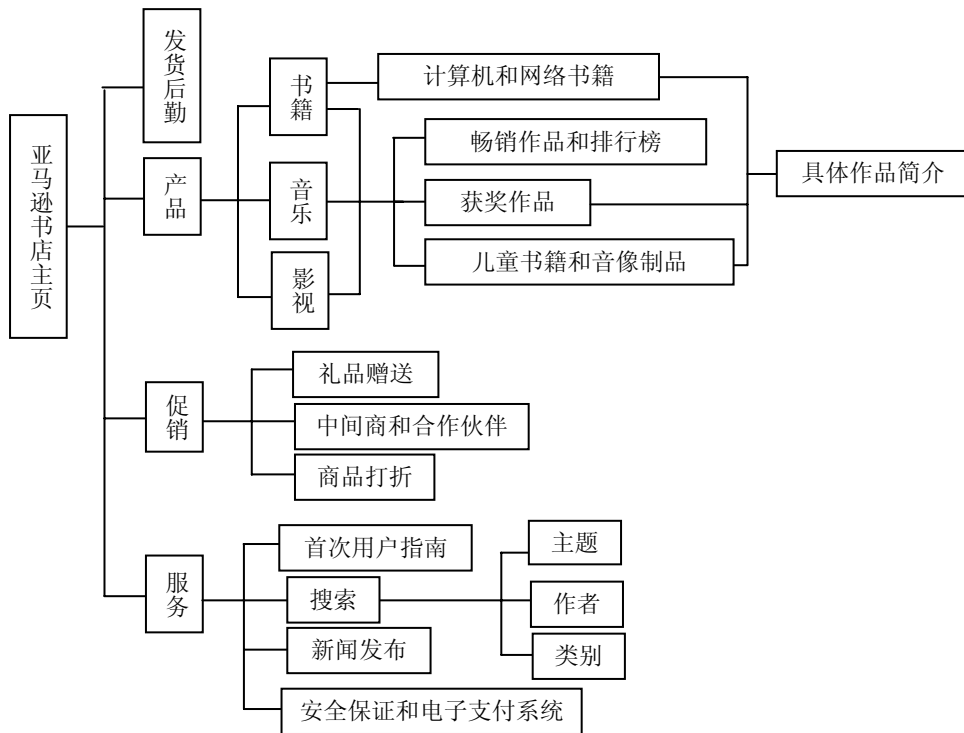 亚马逊书店主页
发货后勤
产品
书籍
音乐
影视
计算机和网络书籍
畅销作品和排行榜
获奖作品
儿童书籍和音像制品
具体作品简介
促销
礼品赠送
中间商和合作伙伴
商品打折
服务
首次用户指南
搜索
新闻发布
安全保证和电子支付系统
主题
作者
类别